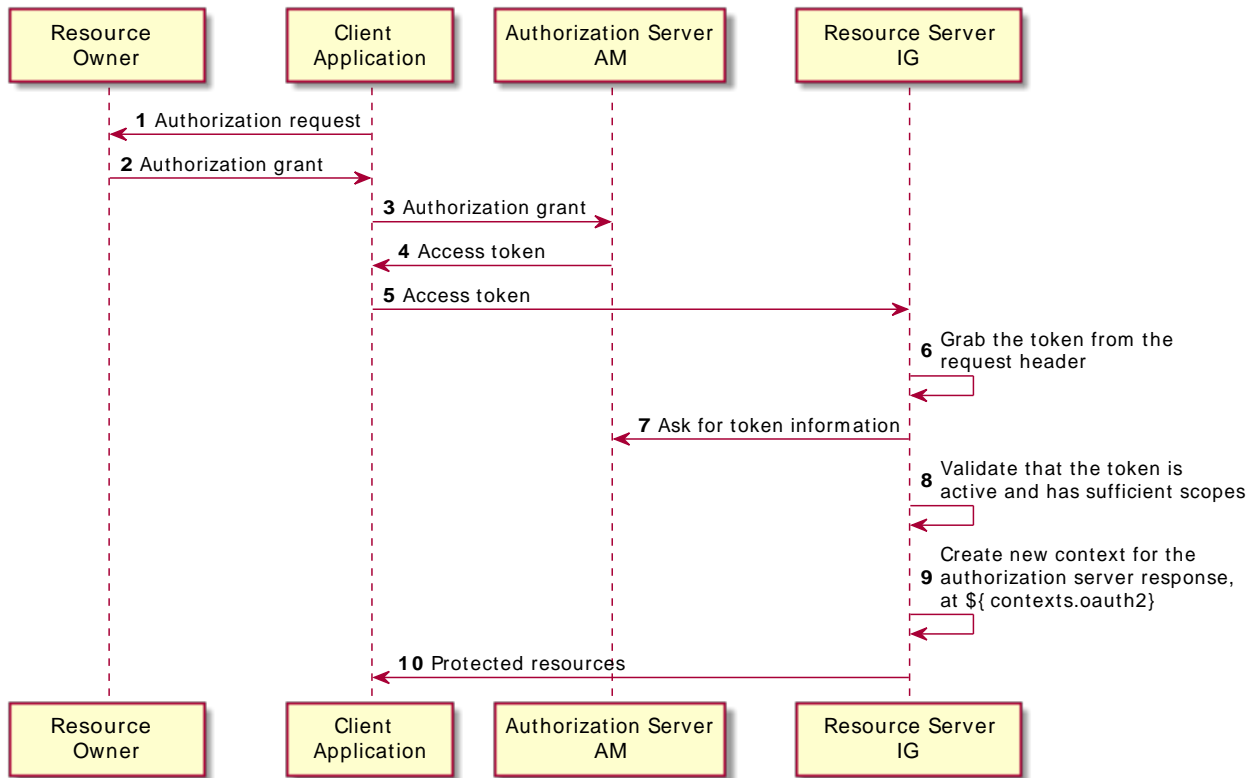 Resource
Owner
Client
Application
Authorization Server
AM
Resource Server
IG
1 Authorization request
2 Authorization grant
3 Authorization grant
4 Access token
5 Access token
6 Grab the token from the
request header
7 Ask for token information
8 Validate that the token is
active and has sufficient scopes
Create new context for the
9 authorization server response,
at ${ contexts.oauth2}
10 Protected resources
Resource
Owner
Client
Application
Authorization Server
AM
Resource Server
IG